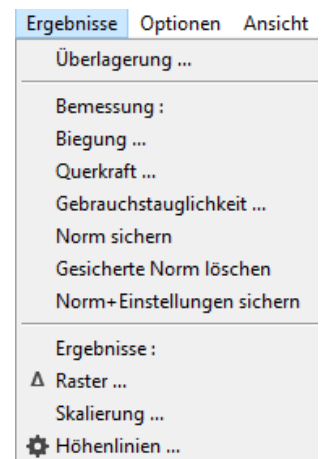 Ergebnisse Optionen Ansicht
Überlagerung ...
Bemessung :
Biegung ...
Querkraft ...
Gebrauchstauglichkeit ...
Norm sichern
Gesicherte Norm löschen
Norm+Einstellungen sichern
Ergebnisse :
Raster ...
Skalierung ...
Höhenlinien ...